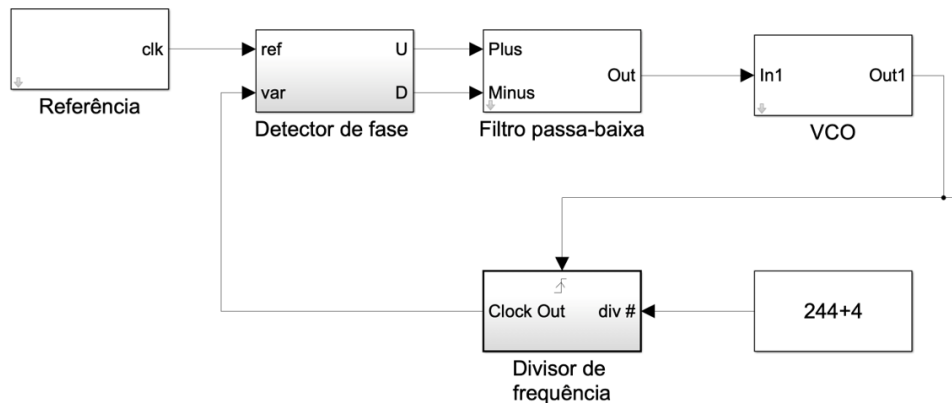 clk
Referência
ref
U
var
D
Detector de fase
Plus
Minus
Out
Filtro passa-baixa
In1
Out1
VCO
Clock Out
div #
Divisor de
frequência
244+4